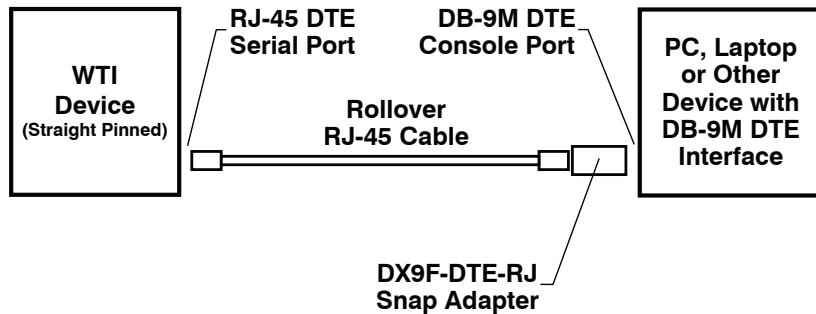 RJ-45 DTE
Serial Port
DB-9M DTE
Console Port
WTI
Device
(Straight Pinned)
Rollover
RJ-45 Cable
PC, Laptop
or Other
Device with
DB-9M DTE
Interface
DX9F-DTE-RJ
Snap Adapter